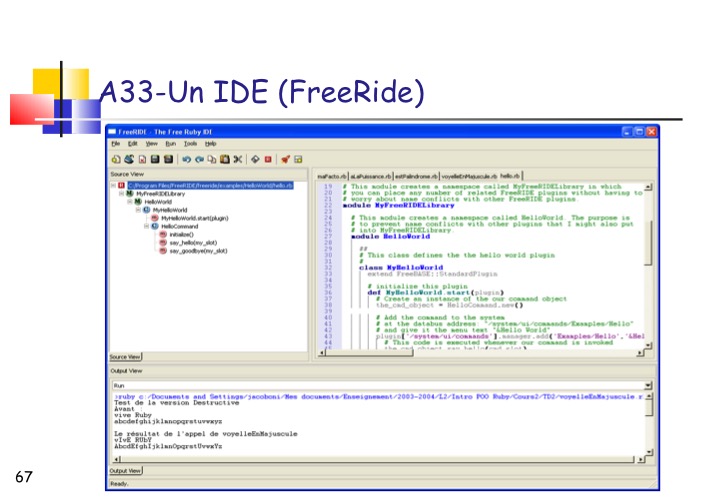 A33-Un IDE (FreeRide)
FreeRIDE - The Free Ruby IDE
File Edit View Run Tools Help
Source View
C:/Program Files/FreeRIDE/freeride/examples/HelloWorld/hello.rb
MyFreeRIDELibrary
HelloWorld
MyHelloWorld
MyHelloWorld.start(plugin)
HelloCommand
initialize()
say_hello(my_slot)
say_goodbye(my_slot)
Source View
maFacto.rb aLaPuissance.rb estPalindrome.rb voyelleEnMajuscule.rb hello.rb
19 # This module creates a namespace called MyFreeRIDELibrary in which
20 # you can place any number of related FreeRIDE plugins without having to
21 # worry about name conflicts with other FreeRIDE plugins
22 module MyFreeRIDELibrary
23
24 # This module creates a namespace called HelloWorld. The purpose is
25 # to prevent name conflicts with other plugins that I might also put
26 # into MyFreeRIDELibrary
27 module HelloWorld
28
29 ##
30 # This class defines the the hello world plugin
31 #
32 class MyHelloWorld
33 extend FreeBASE::StandardPlugin
34
35 # initialize this plugin
36 def MyHelloWorld.start(plugin)
37 # Create an instance of the our command object
38 the_cmd_object = HelloCommand.new()
40 # Add the command to the system
41 # at the databus address "/system/ui/commands/Examples/Hello"
42 # and give it the menu text "&Hello World"
43 plugin['/system/ui/commands'].manager.add('Examples/Hello','&Hel
44 # This code is executed whenever our command is invoked
Output View
Run
>ruby c:/Documents and Settings/jacoboni/Mes documents/Enseignement/2003-2004/L2/Intro POO Ruby/Cours2/TD2/voyelleEnMajuscule r
Test de la version Destructive
Avant :
vive Ruby
abcdefghijklmnopqrstuvwxyz
Le résultat de l'appel de voyelleEnMajuscule
vIvE RUbY
AbcdEfghIjklmnOpqrstUvwxYz
Output View
Ready.
67